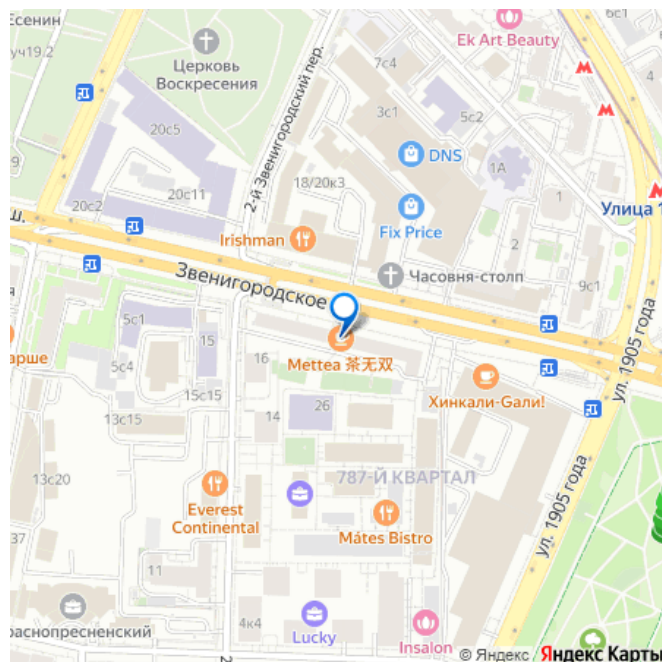 Есенин
уч19.2
Церковь
Воскресения
2-й Звенигородский пер.
Ek Art Beauty
6с1
7с4
3с1
5с2
DNS
1А
1
Улица 1
20с5
20с11
20с2
18/20к3
Fix Price
2
ш.
Irishman
Часовня-столп
9с1
Звенигородское
ул. 1905 года
5с1
15
арше
5с4
16
Mettea 茶无双
15с15
Хинкали-Gали!
13с15
14
26
13с20
787-Й КВАРТАЛ
Everest
Continental
Mátes Bistro
ул. 1905 года
37
11
раснопресненский
4к4
Lucky
Insalon
2
© Яндекс Яндекс Карты